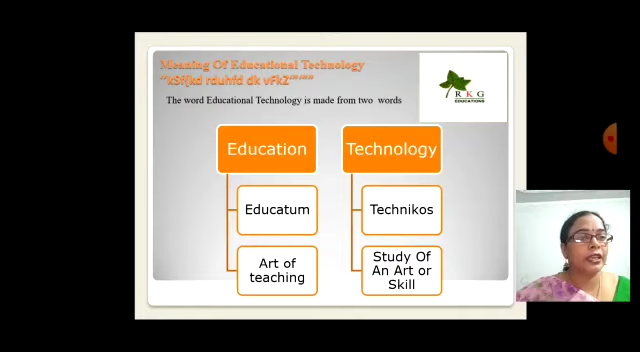 Meaning Of Educational Technology
‘‘kSf{kd rduhfd dk vFkZ""""
The word Educational Technology is made from two words
R K G
EDUCATIONS
Education
Technology
Educatum
Technikos
Art of
teaching
Study Of
An Art or
Skill